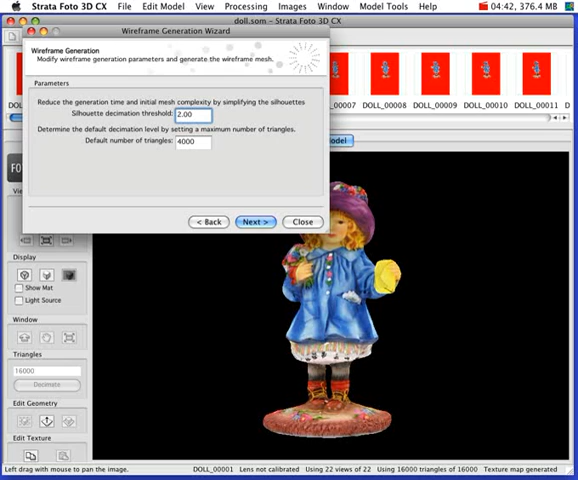 Strata Foto 3D CX File Edit Model View Processing Images Window Model Tools Help 04:42, 376.4 MB
doll.som - Strata Foto 3D CX
Wireframe Generation Wizard
Wireframe Generation
Modify wireframe generation parameters and generate the wireframe mesh.
Parameters
Reduce the generation time and initial mesh complexity by simplifying the silhouettes
Silhouette decimation threshold: 2.00
Determine the default decimation level by setting a maximum number of triangles.
Default number of triangles: 4000
< Back Next > Close
DOLL_00008 DOLL_00009 DOLL_00010 DOLL_00011
Display
Show Mat
Light Source
Window
Triangles
16000
Decimate
Edit Geometry
Edit Texture
Left drag with mouse to pan the image. DOLL_00001 Lens not calibrated Using 22 views of 22 Using 16000 triangles of 16000 Texture map generated